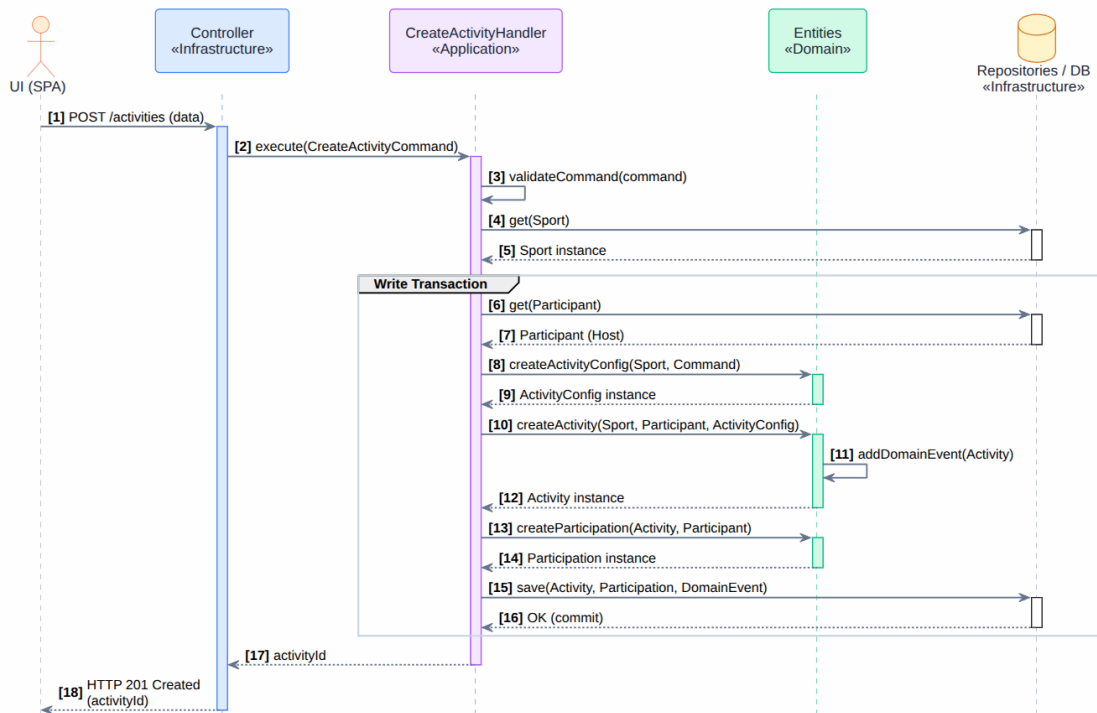 UI (SPA)
Controller
«Infrastructure»
CreateActivityHandler
«Application»
Entities
«Domain»
Repositories / DB
«Infrastructure»
[1] POST /activities (data)
[2] execute(CreateActivityCommand)
[3] validateCommand(command)
[4] get(Sport)
[5] Sport instance
Write Transaction
[6] get(Participant)
[7] Participant (Host)
[8] createActivityConfig(Sport, Command)
[9] ActivityConfig instance
[10] createActivity(Sport, Participant, ActivityConfig)
[11] addDomainEvent(Activity)
[12] Activity instance
[13] createParticipation(Activity, Participant)
[14] Participation instance
[15] save(Activity, Participation, DomainEvent)
[16] OK (commit)
[17] activityId
[18] HTTP 201 Created
(activityId)